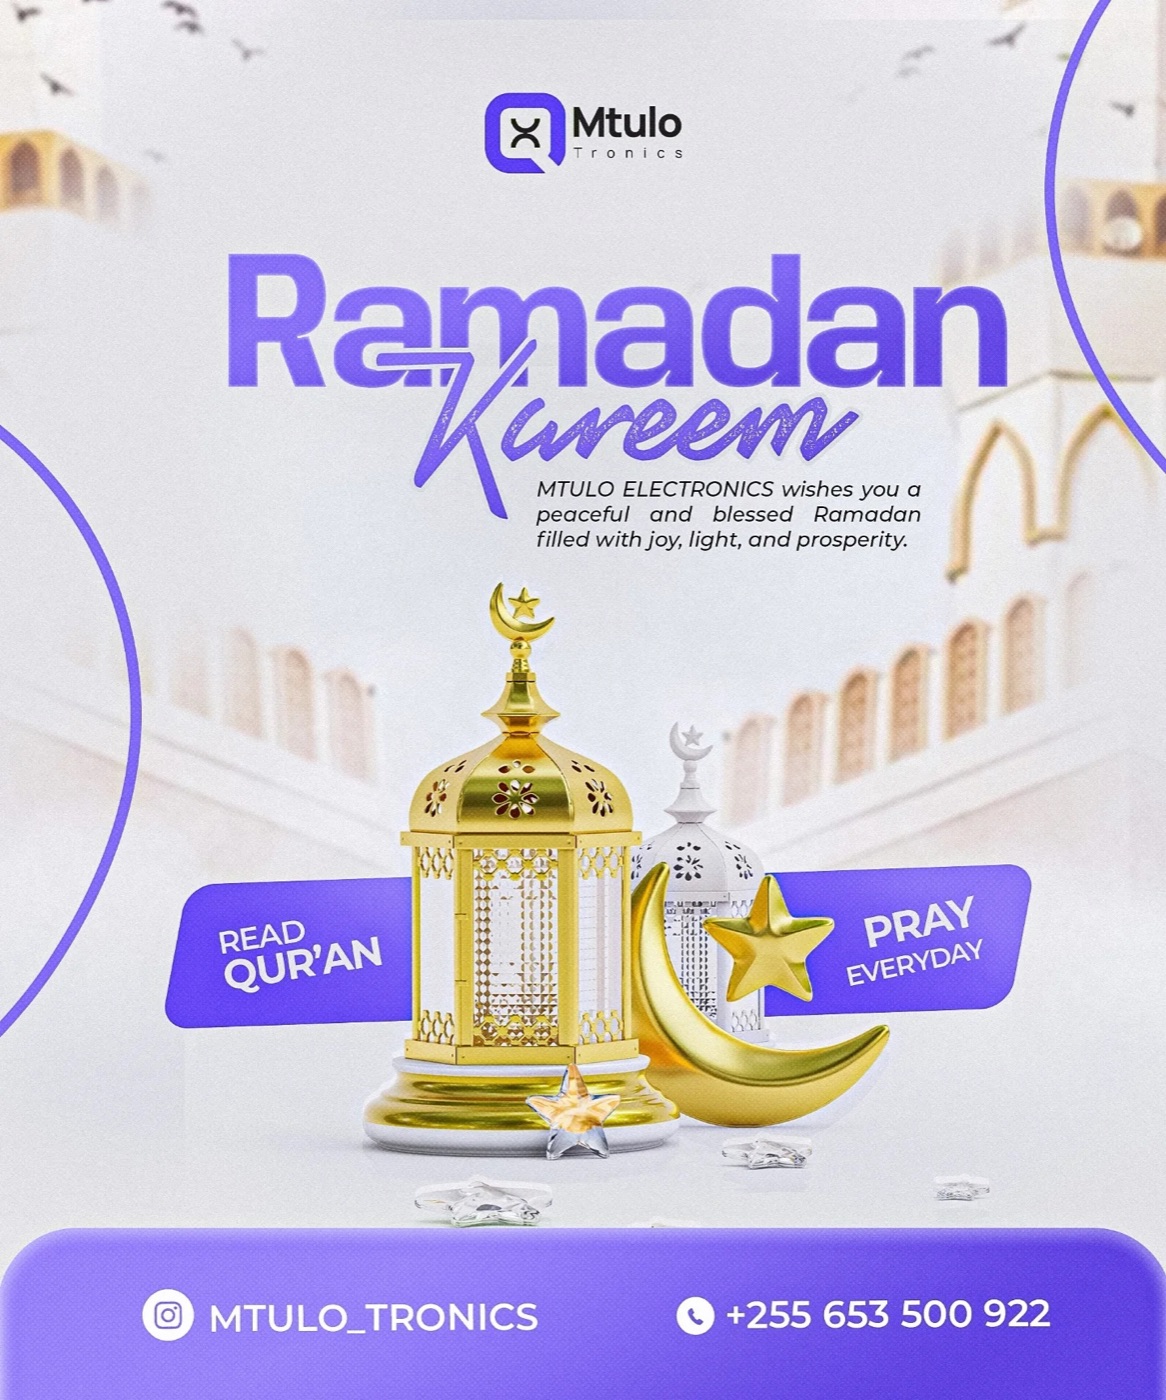 Mtulo
Tronics
Ramadan
Kareem
MTULO ELECTRONICS wishes you a
peaceful and blessed Ramadan
filled with joy, light, and prosperity.
READ
QUR'AN
PRAY
EVERYDAY
MTULO_TRONICS
+255 653 500 922